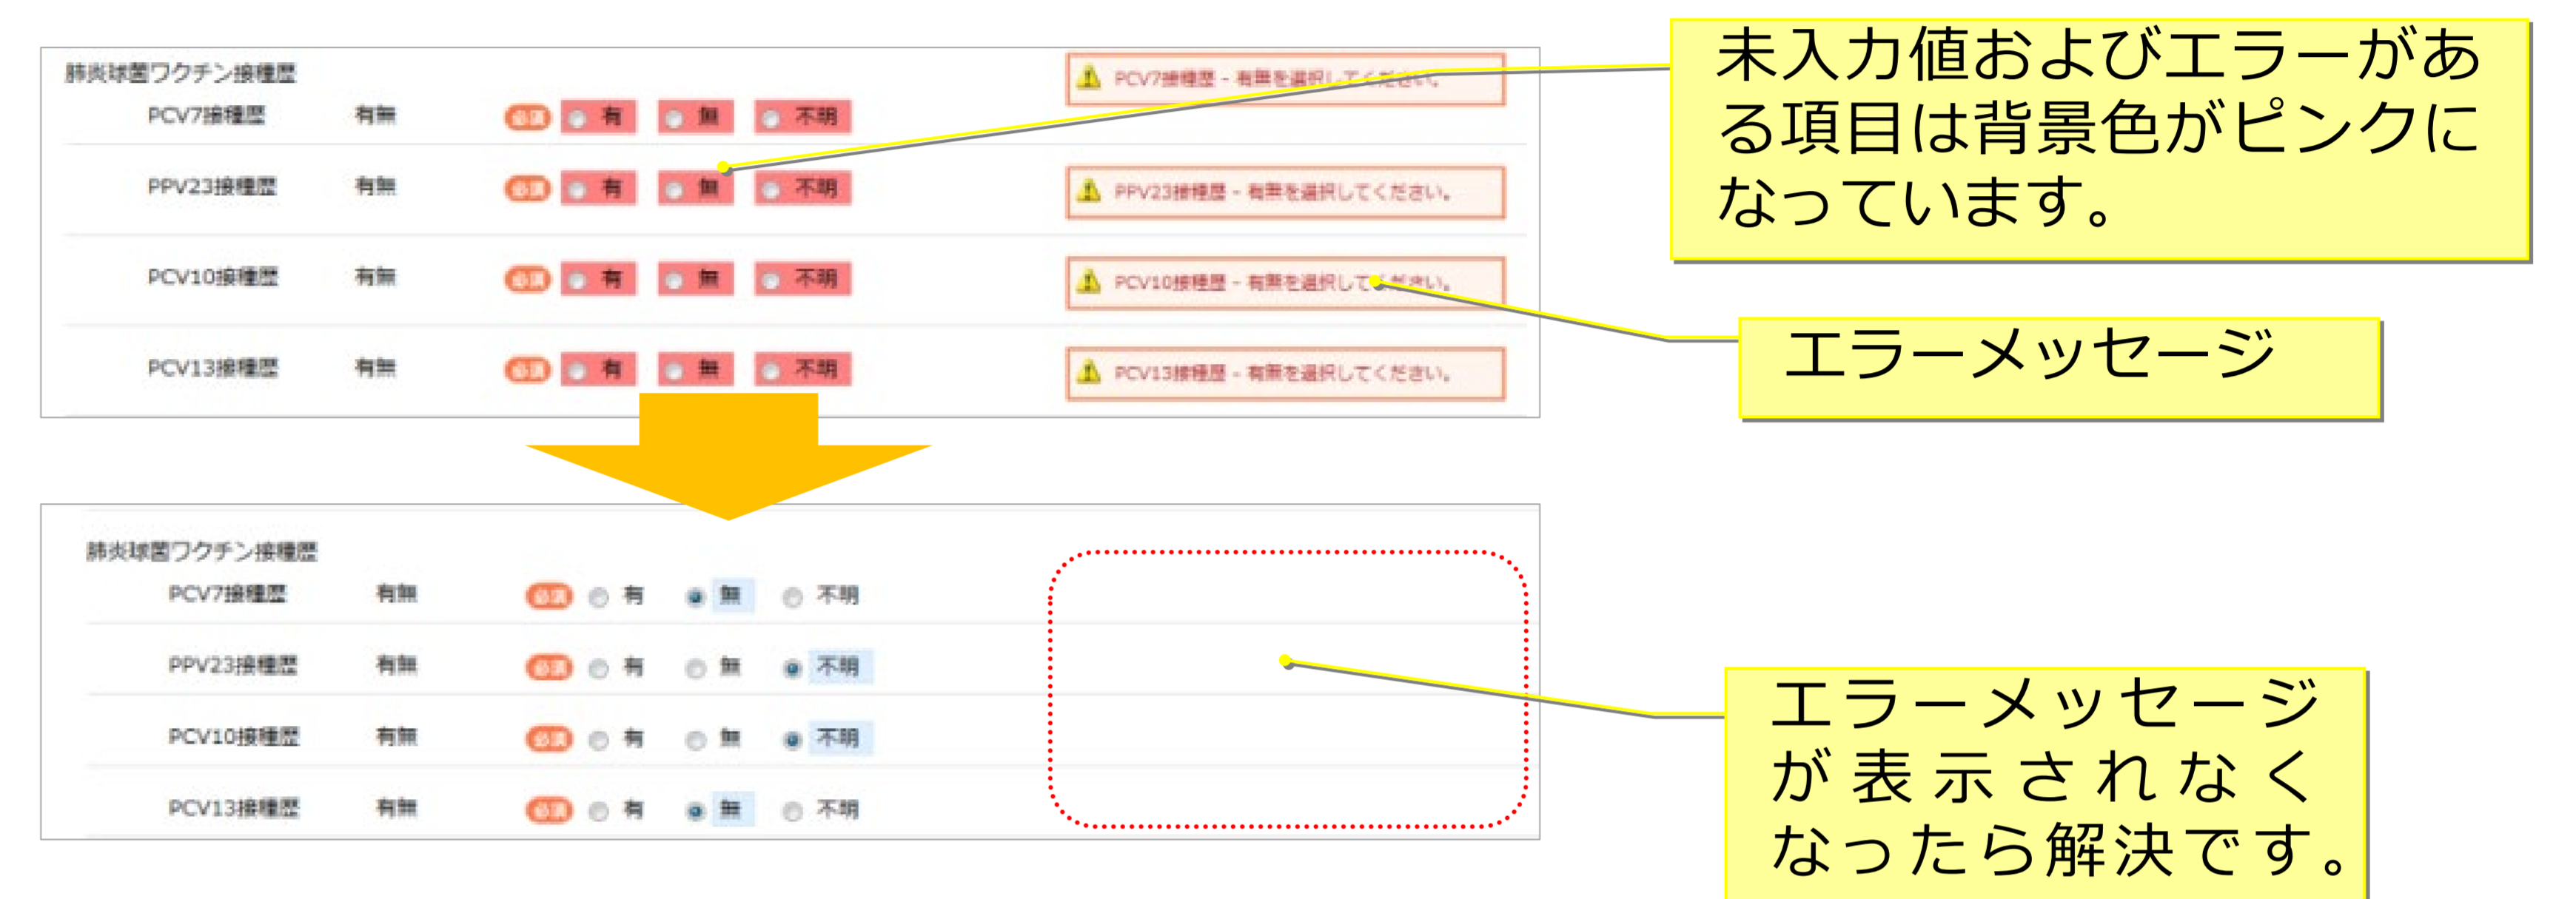 肺炎球菌ワクチン接種歴
PCV7接種歴 有無 必須 有 無 不明
PCV7接種歴 - 有無を選択してください。
PPV23接種歴 有無 必須 有 無 不明
PPV23接種歴 - 有無を選択してください。
PCV10接種歴 有無 必須 有 無 不明
PCV10接種歴 - 有無を選択してください。
PCV13接種歴 有無 必須 有 無 不明
PCV13接種歴 - 有無を選択してください。
未入力値およびエラーがあ
る項目は背景色がピンクに
なっています。
エラーメッセージ
肺炎球菌ワクチン接種歴
PCV7接種歴 有無 必須 有 無 不明
PPV23接種歴 有無 必須 有 無 不明
PCV10接種歴 有無 必須 有 無 不明
PCV13接種歴 有無 必須 有 無 不明
エラーメッセージ
が表示されなく
なったら解決です。